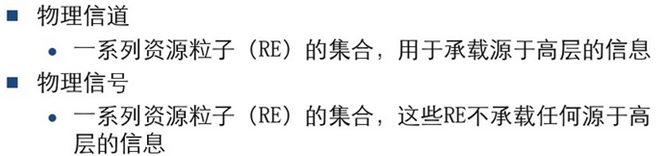 ■ 物理信道
• 一系列资源粒子（RE）的集合，用于承载源于高层的信息
■ 物理信号
• 一系列资源粒子（RE）的集合，这些RE不承载任何源于高
层的信息